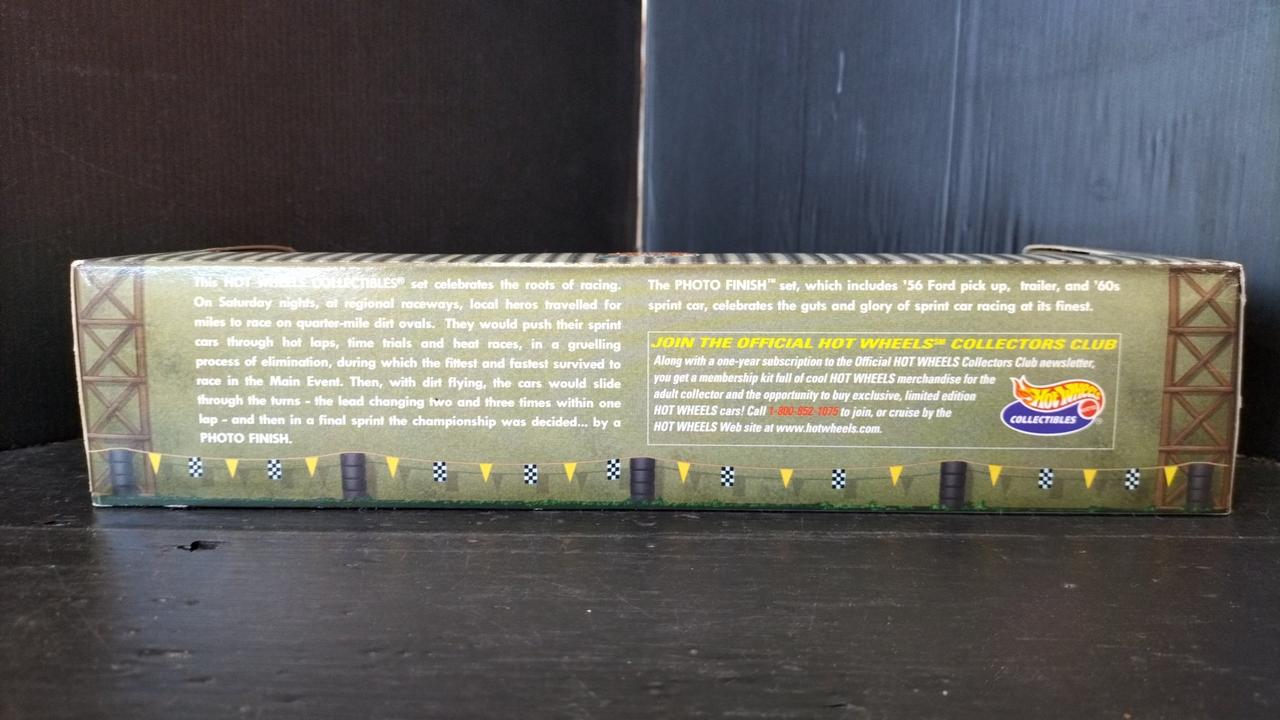 This HOT WHEELS COLLECTIBLES® set celebrates the roots of racing.
On Saturday nights, at regional raceways, local heros travelled for
miles to race on quarter-mile dirt ovals. They would push their sprint
cars through hot laps, time trials and heat races, in a gruelling
process of elimination, during which the fittest and fastest survived to
race in the Main Event. Then, with dirt flying, the cars would slide
through the turns - the lead changing two and three times within one
lap - and then in a final sprint the championship was decided... by a
PHOTO FINISH.
The PHOTO FINISH™ set, which includes '56 Ford pick up, trailer, and '60s
sprint car, celebrates the guts and glory of sprint car racing at its finest.
JOIN THE OFFICIAL HOT WHEELS℠ COLLECTORS CLUB
Along with a one-year subscription to the Official HOT WHEELS Collectors Club newsletter,
you get a membership kit full of cool HOT WHEELS merchandise for the
adult collector and the opportunity to buy exclusive, limited edition
HOT WHEELS cars! Call 1-800-852-1075 to join, or cruise by the
HOT WHEELS Web site at www.hotwheels.com.
Hot Wheels
COLLECTIBLES®